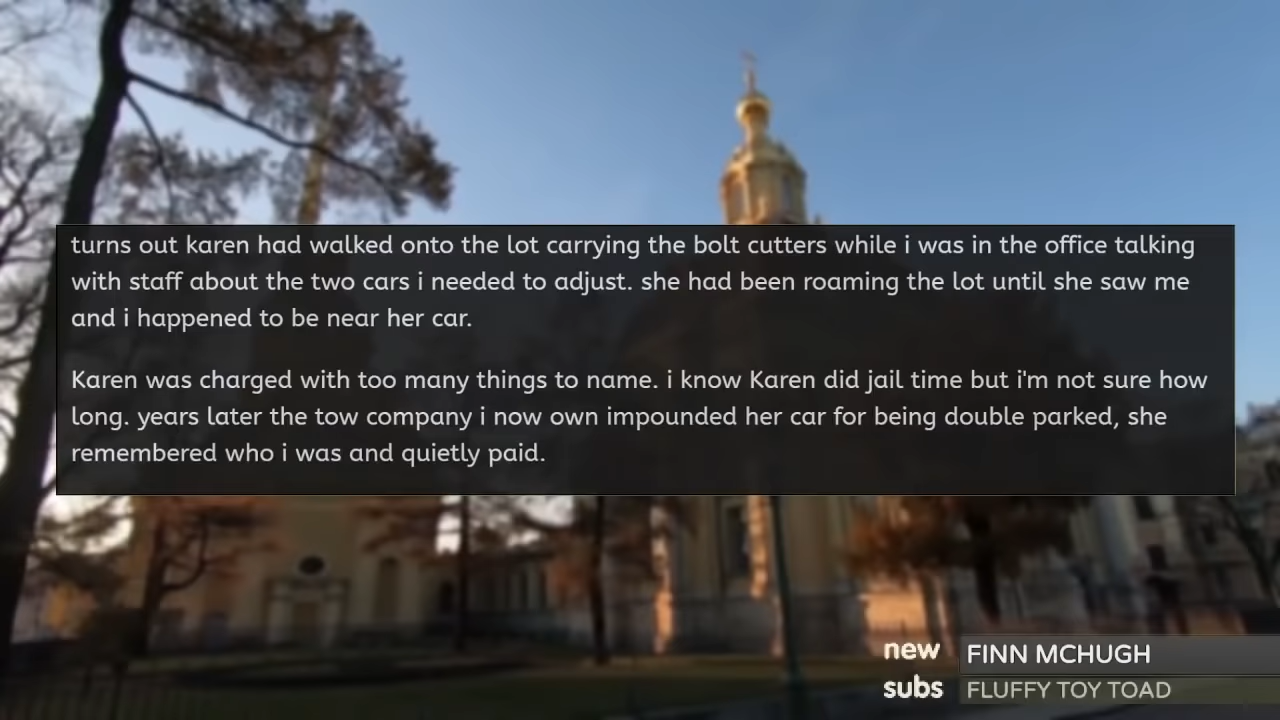 turns out karen had walked onto the lot carrying the bolt cutters while i was in the office talking
with staff about the two cars i needed to adjust. she had been roaming the lot until she saw me
and i happened to be near her car.
Karen was charged with too many things to name. i know Karen did jail time but i'm not sure how
long. years later the tow company i now own impounded her car for being double parked, she
remembered who i was and quietly paid.
new FINN MCHUGH
subs FLUFFY TOY TOAD